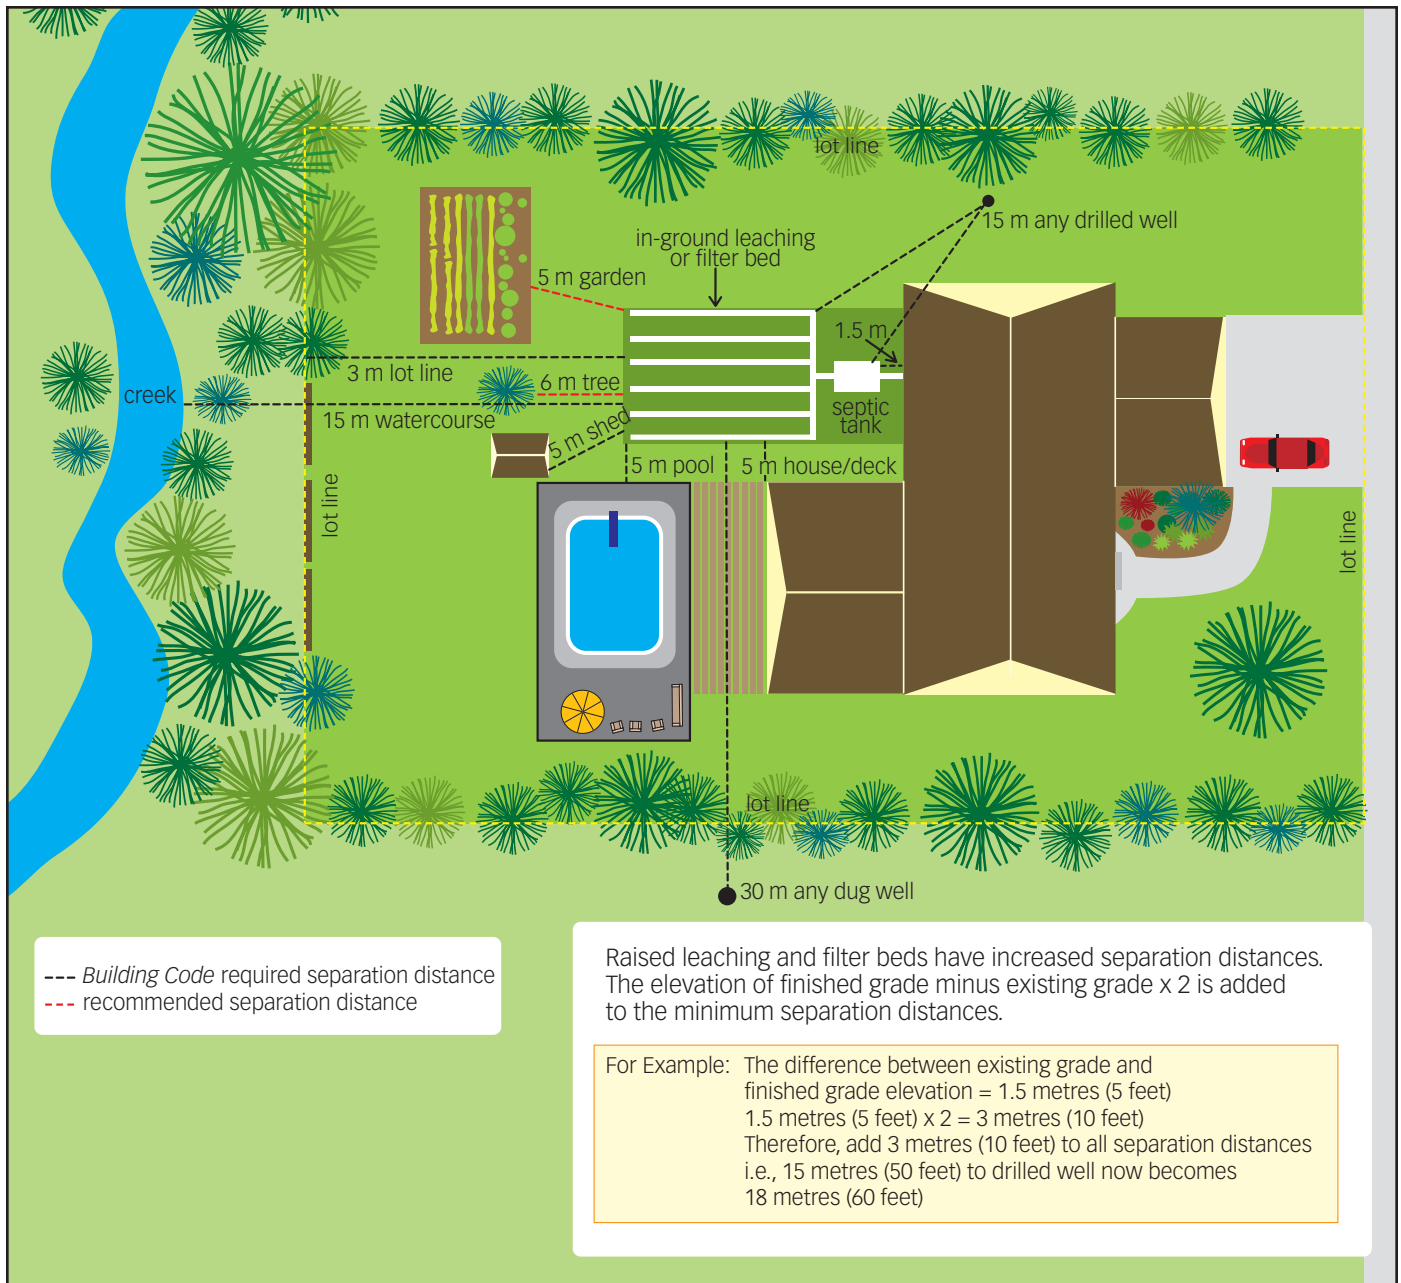 lot line
15 m any drilled well
in-ground leaching
or filter bed
5 m garden
1.5 m
3 m lot line
6 m tree
creek
15 m watercourse
septic
tank
5 m shed
5 m pool
5 m house/deck
lot line
lot line
lot line
30 m any dug well
--- Building Code required separation distance
--- recommended separation distance
Raised leaching and filter beds have increased separation distances.
The elevation of finished grade minus existing grade x 2 is added
to the minimum separation distances.
For Example: The difference between existing grade and
finished grade elevation = 1.5 metres (5 feet)
1.5 metres (5 feet) x 2 = 3 metres (10 feet)
Therefore, add 3 metres (10 feet) to all separation distances
i.e., 15 metres (50 feet) to drilled well now becomes
18 metres (60 feet)